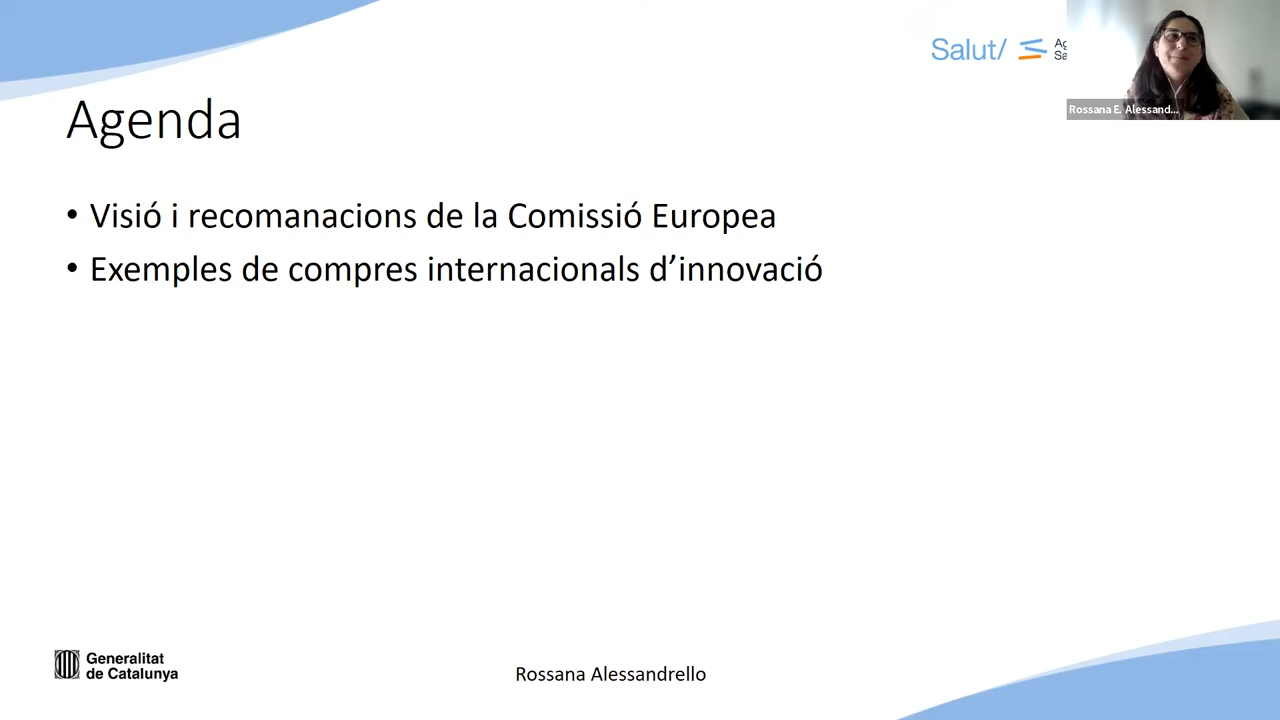 Salut/
Rossana E. Alessand...
Agenda
• Visió i recomanacions de la Comissió Europea
• Exemples de compres internacionals d’innovació
Generalitat
de Catalunya
Rossana Alessandrello